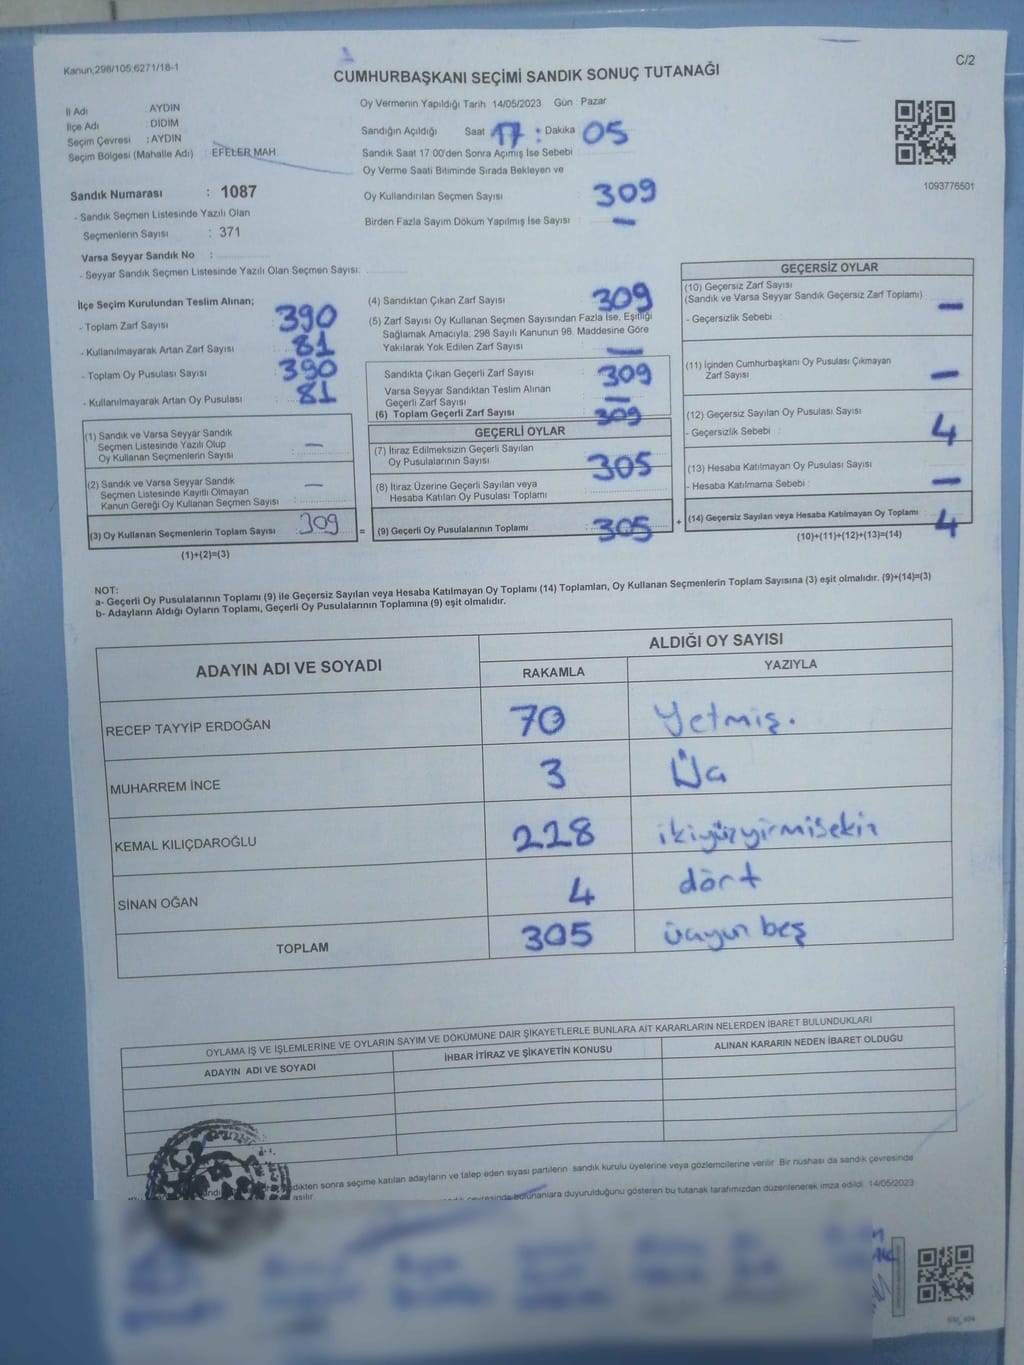 Kanun;298/105;6271/18-1
C/2
CUMHURBAŞKANI SEÇİMİ SANDIK SONUÇ TUTANAĞI
İl Adı AYDIN
İlçe Adı : DİDİM
Seçim Çevresi : AYDIN
Seçim Bölgesi (Mahalle Adı) : EFELER MAH.
Oy Vermenin Yapıldığı Tarih 14/05/2023 Gün : Pazar
Sandığın Açıldığı Saat 17 : Dakika 05
Sandık Saat 17:00'den Sonra Açılmış İse Sebebi
Oy Verme Saati Bitiminde Sırada Bekleyen ve
Oy Kullandırılan Seçmen Sayısı : 309
Birden Fazla Sayım Döküm Yapılmış İse Sayısı : —
1093776501
Sandık Numarası : 1087
- Sandık Seçmen Listesinde Yazılı Olan
Seçmenlerin Sayısı : 371
Varsa Seyyar Sandık No :
- Seyyar Sandık Seçmen Listesinde Yazılı Olan Seçmen Sayısı:
İlçe Seçim Kurulundan Teslim Alınan;
- Toplam Zarf Sayısı : 390
- Kullanılmayarak Artan Zarf Sayısı : 81
- Toplam Oy Pusulası Sayısı : 390
- Kullanılmayarak Artan Oy Pusulası : 81
(1) Sandık ve Varsa Seyyar Sandık
Seçmen Listesinde Yazılı Olup
Oy Kullanan Seçmenlerin Sayısı : —
(2) Sandık ve Varsa Seyyar Sandık
Seçmen Listesinde Kayıtlı Olmayan
Kanun Gereği Oy Kullanan Seçmen Sayısı : —
(3) Oy Kullanan Seçmenlerin Toplam Sayısı : 309 =
(1)+(2)=(3)
(4) Sandıktan Çıkan Zarf Sayısı : 309
(5) Zarf Sayısı Oy Kullanan Seçmen Sayısından Fazla İse, Eşitliği
Sağlamak Amacıyla; 298 Sayılı Kanunun 98. Maddesine Göre
Yakılarak Yok Edilen Zarf Sayısı : —
Sandıkta Çıkan Geçerli Zarf Sayısı : 309
Varsa Seyyar Sandıktan Teslim Alınan
Geçerli Zarf Sayısı : —
(6) Toplam Geçerli Zarf Sayısı : 309
GEÇERLİ OYLAR
(7) İtiraz Edilmeksizin Geçerli Sayılan
Oy Pusulalarının Sayısı : 305
(8) İtiraz Üzerine Geçerli Sayılan veya
Hesaba Katılan Oy Pusulası Toplamı :
(9) Geçerli Oy Pusulalarının Toplamı : 305 +
GEÇERSİZ OYLAR
(10) Geçersiz Zarf Sayısı
(Sandık ve Varsa Seyyar Sandık Geçersiz Zarf Toplamı) : —
- Geçersizlik Sebebi :
(11) İçinden Cumhurbaşkanı Oy Pusulası Çıkmayan
Zarf Sayısı : —
(12) Geçersiz Sayılan Oy Pusulası Sayısı : 4
- Geçersizlik Sebebi :
(13) Hesaba Katılmayan Oy Pusulası Sayısı : —
- Hesaba Katılmama Sebebi :
(14) Geçersiz Sayılan veya Hesaba Katılmayan Oy Toplamı : 4
(10)+(11)+(12)+(13)=(14)
NOT:
a- Geçerli Oy Pusulalarının Toplamı (9) ile Geçersiz Sayılan veya Hesaba Katılmayan Oy Toplamı (14) Toplamları, Oy Kullanan Seçmenlerin Toplam Sayısına (3) eşit olmalıdır. (9)+(14)=(3)
b- Adayların Aldığı Oyların Toplamı, Geçerli Oy Pusulalarının Toplamına (9) eşit olmalıdır.
ADAYIN ADI VE SOYADI
ALDIĞI OY SAYISI
RAKAMLA YAZIYLA
RECEP TAYYİP ERDOĞAN 70 Yetmiş.
MUHARREM İNCE 3 Üç
KEMAL KILIÇDAROĞLU 228 ikiyüzyirmisekiz
SİNAN OĞAN 4 dört
TOPLAM 305 üçyüz beş
OYLAMA İŞ VE İŞLEMLERİNE VE OYLARIN SAYIM VE DÖKÜMÜNE DAİR ŞİKAYETLERLE BUNLARA AİT KARARLARIN NELERDEN İBARET BULUNDUKLARI
ADAYIN ADI VE SOYADI İHBAR İTİRAZ VE ŞİKAYETİN KONUSU ALINAN KARARIN NEDEN İBARET OLDUĞU
sonra seçime katılan adayların ve talep eden siyasi partilerin sandık kurulu üyelerine veya gözlemcilerine verilir. Bir nüshası da sandık çevresinde
asılır.
bulunanlara duyurulduğunu gösteren bu tutanak tarafımızdan düzenlenerek imza edildi. 14/05/2023